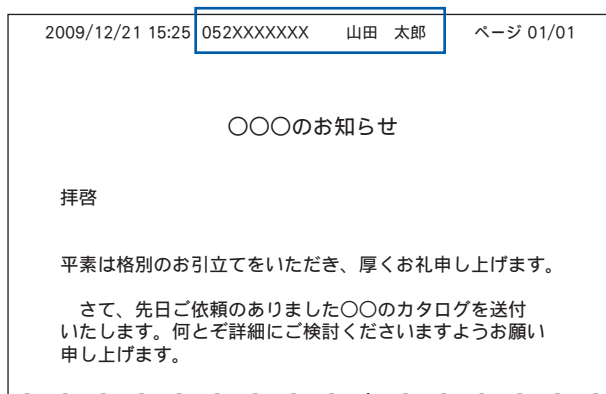 2009/12/21 15:25 052XXXXXXX 山田 太郎 ページ 01/01
○○○のお知らせ
拝啓
平素は格別のお引立てをいただき、厚くお礼申し上げます。
さて、先日ご依頼のありました○○のカタログを送付
いたします。何とぞ詳細にご検討くださいますようお願い
申し上げます。